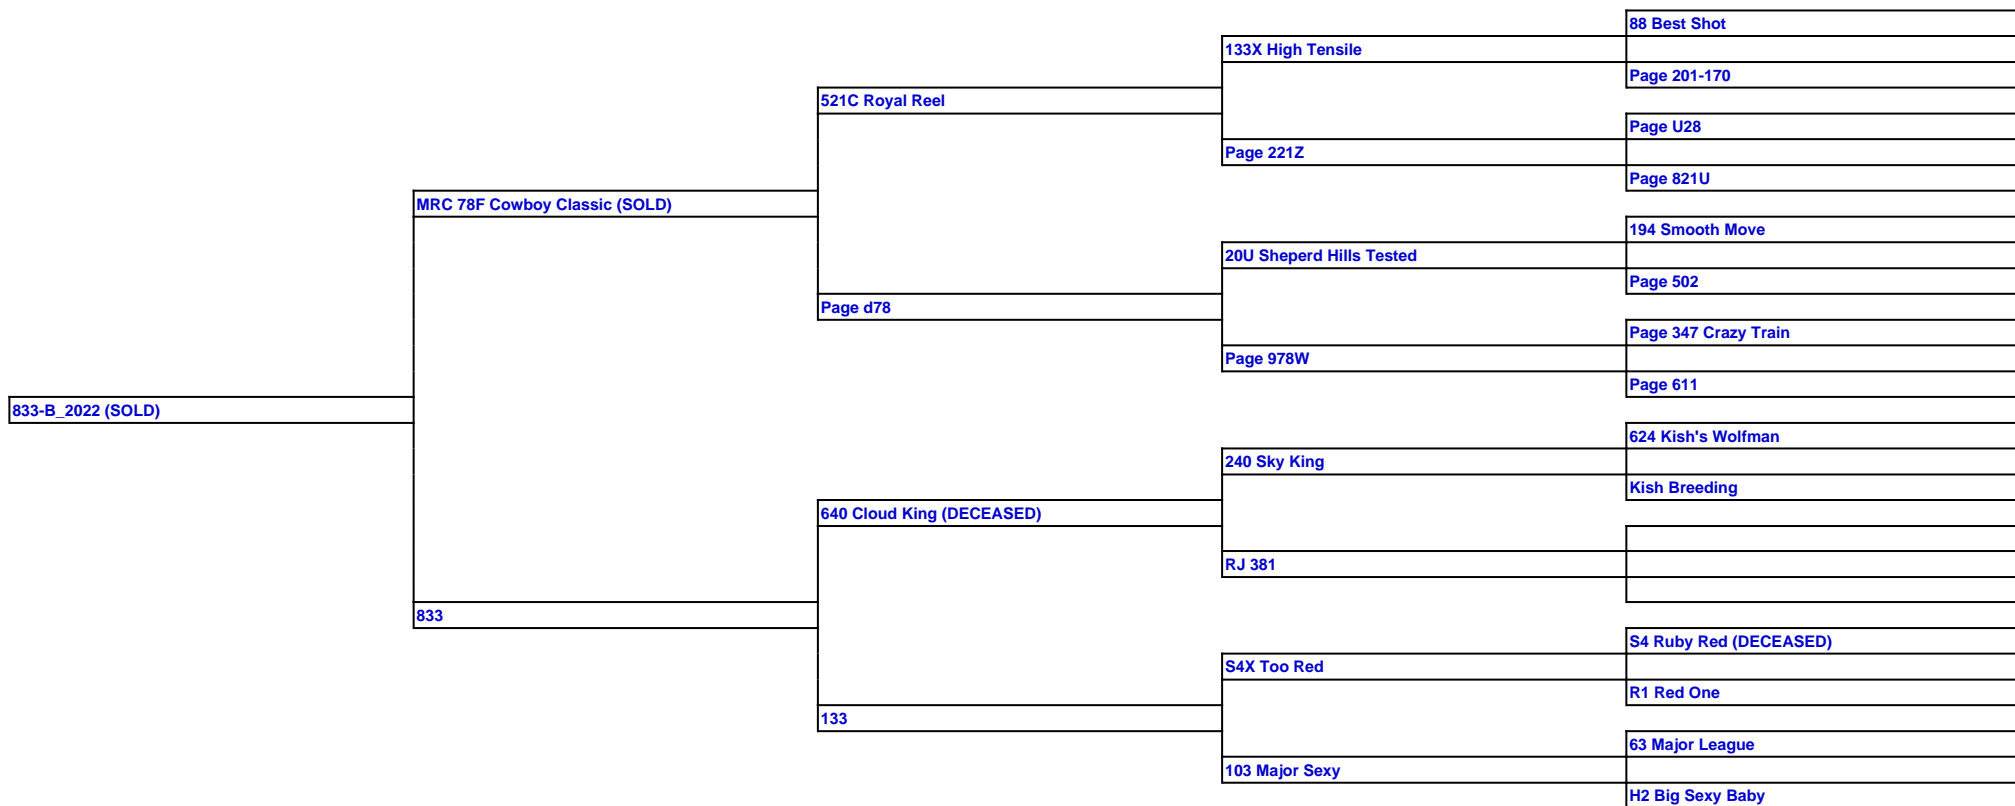 88 Best Shot
133X High Tensile
Page 201-170
521C Royal Reel
Page U28
Page 221Z
Page 821U
MRC 78F Cowboy Classic (SOLD)
194 Smooth Move
20U Sheperd Hills Tested
Page 502
Page d78
Page 347 Crazy Train
Page 978W
Page 611
833-B_2022 (SOLD)
624 Kish's Wolfman
240 Sky King
Kish Breeding
640 Cloud King (DECEASED)
RJ 381
833
S4 Ruby Red (DECEASED)
S4X Too Red
R1 Red One
133
63 Major League
103 Major Sexy
H2 Big Sexy Baby